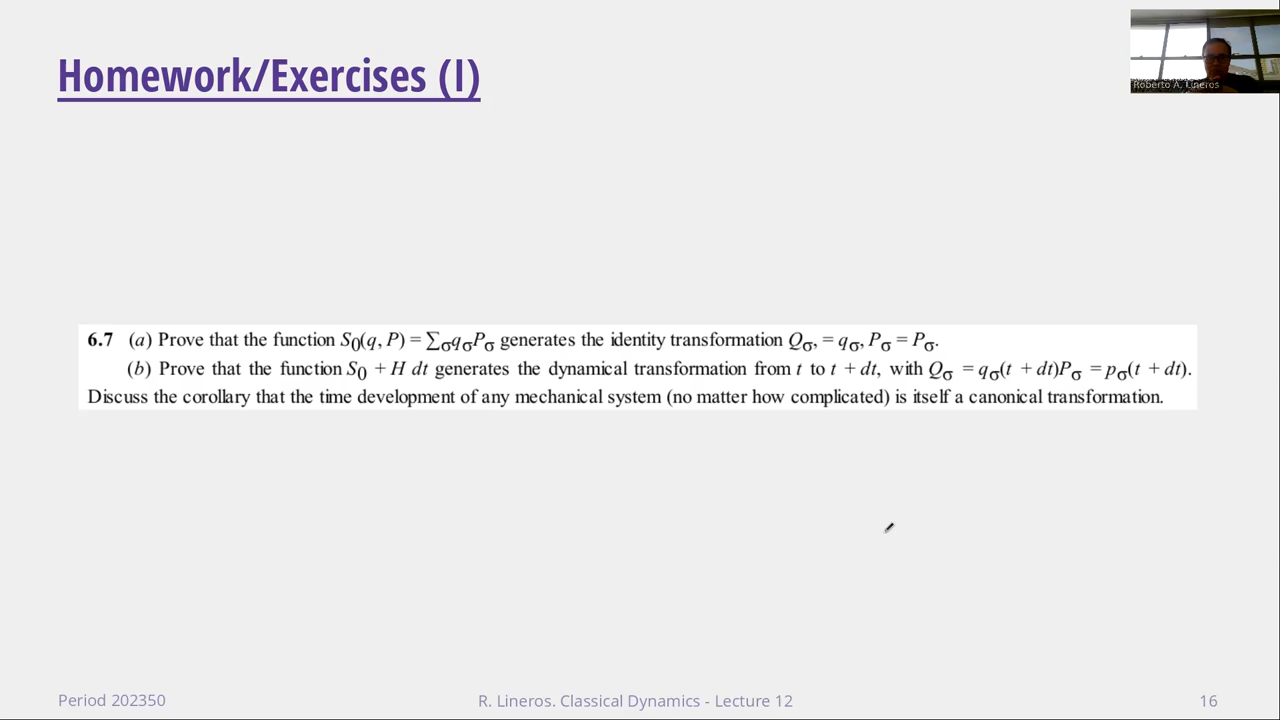 Homework/Exercises (I)
Roberto A. Lineros
6.7 (a) Prove that the function S₀(q, P) = ∑σqσPσ generates the identity transformation Qσ, = qσ, Pσ = Pσ.
(b) Prove that the function S₀ + H dt generates the dynamical transformation from t to t + dt, with Qσ = qσ(t + dt)Pσ = pσ(t + dt).
Discuss the corollary that the time development of any mechanical system (no matter how complicated) is itself a canonical transformation.
Period 202350
R. Lineros. Classical Dynamics - Lecture 12
16